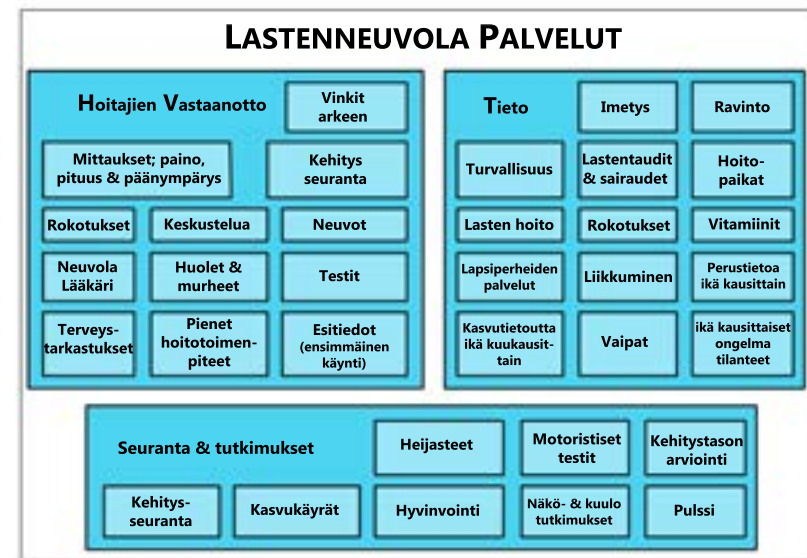 LASTENNEUVOLA PALVELUT
Hoitajien Vastaanotto
Vinkit
arkeen
Mittaukset; paino,
pituus & päänympärys
Kehitys
seuranta
Rokotukset
Keskustelua
Neuvot
Neuvola
Lääkäri
Huolet &
murheet
Testit
Terveys-
tarkastukset
Pienet
hoitotoimen-
piteet
Esitiedot
(ensimmäinen
käynti)
Tieto
Imetys
Ravinto
Turvallisuus
Lastentaudit
& sairaudet
Hoito-
paikat
Lasten hoito
Rokotukset
Vitamiinit
Lapsiperheiden
palvelut
Liikkuminen
Perustietoa
ikä kausittain
Kasvutietoutta
ikä kuukausit-
tain
Vaipat
ikä kausittaiset
ongelma
tilanteet
Seuranta & tutkimukset
Heijasteet
Motoristiset
testit
Kehitystason
arviointi
Kehitys-
seuranta
Kasvukäyrät
Hyvinvointi
Näkö- & kuulo
tutkimukset
Pulssi